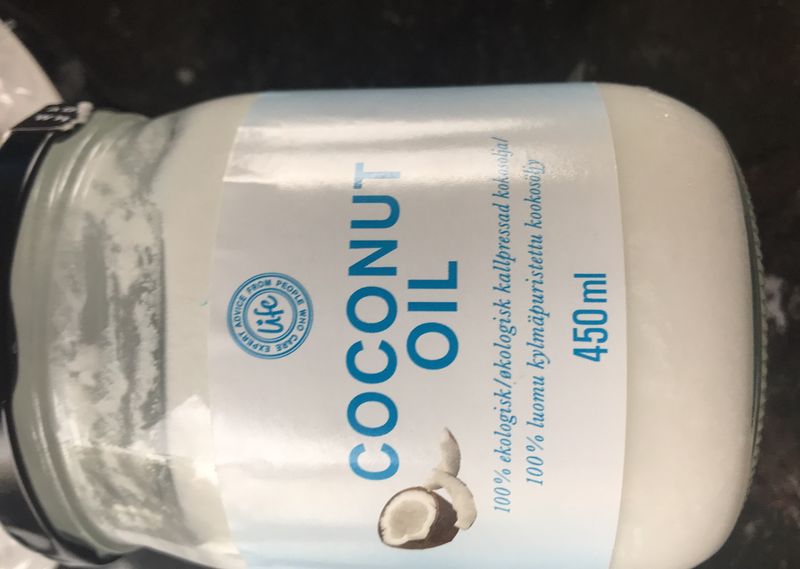 EXPERT ADVICE FROM PEOPLE WHO CARE
life
COCONUT
OIL
100% ekologisk/økologisk kallpressad kokosolja/
100% luomu kylmäpuristettu kookosöljy
450 ml